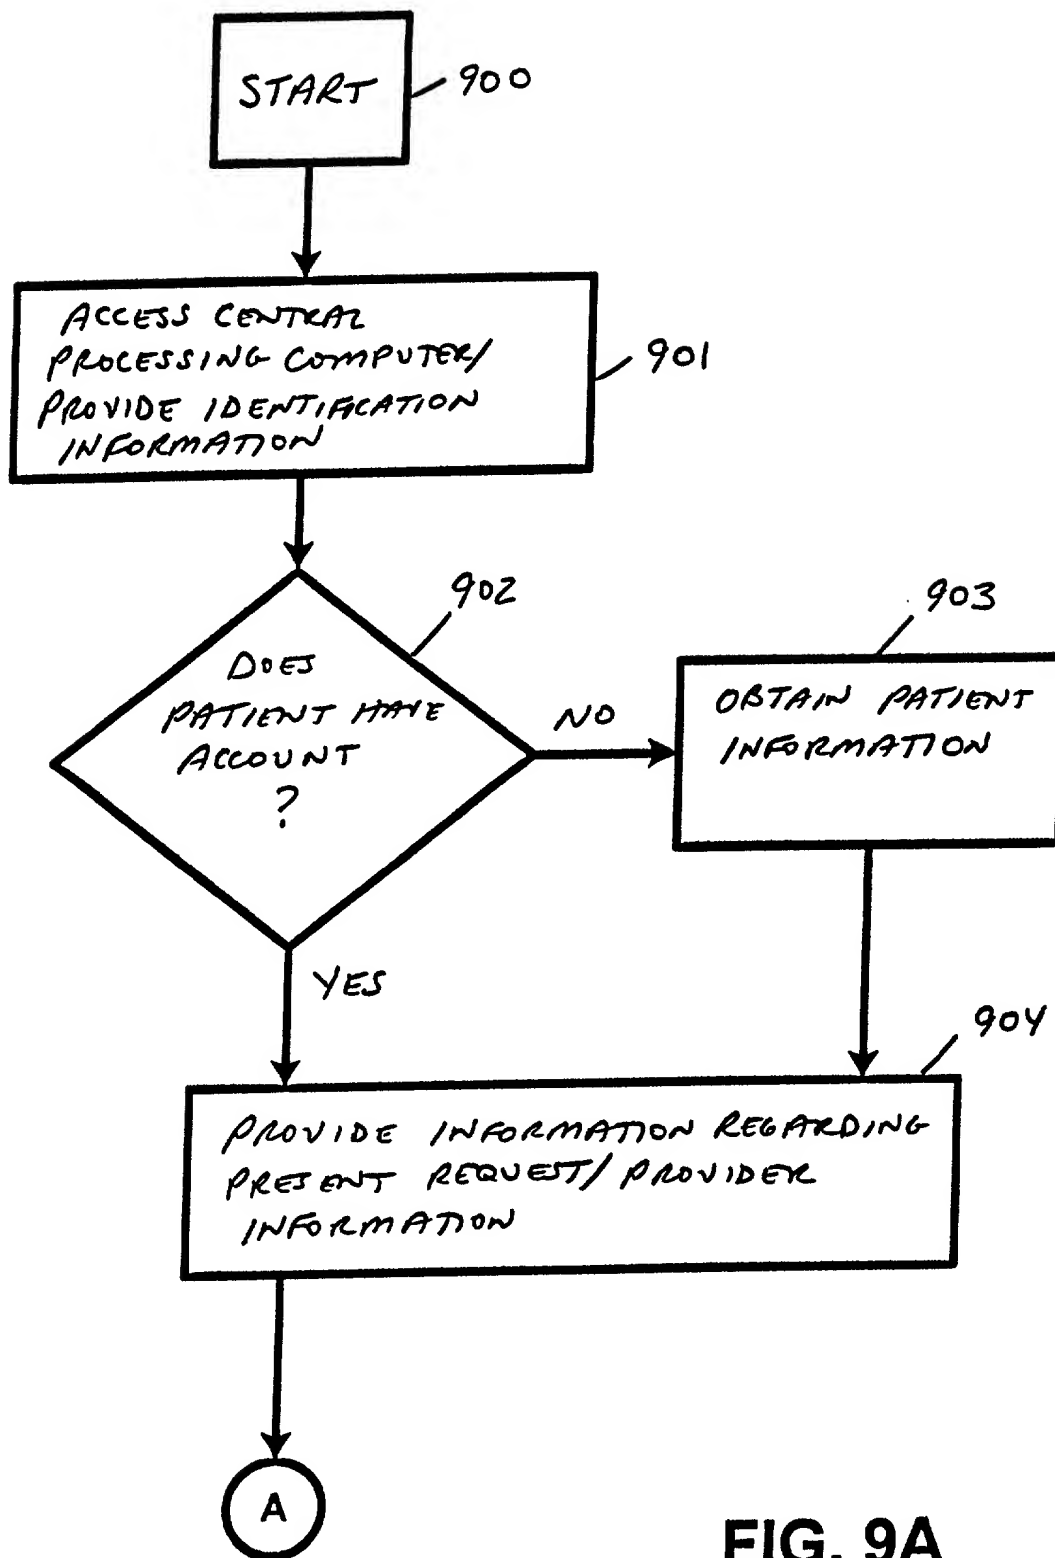 START
900
ACCESS CENTRAL
PROCESSING COMPUTER/
PROVIDE IDENTIFICATION
INFORMATION
901
902
DOES
PATIENT HAVE
ACCOUNT
?
NO
903
OBTAIN PATIENT
INFORMATION
YES
904
PROVIDE INFORMATION REGARDING
PRESENT REQUEST/PROVIDER
INFORMATION
A
FIG. 9A